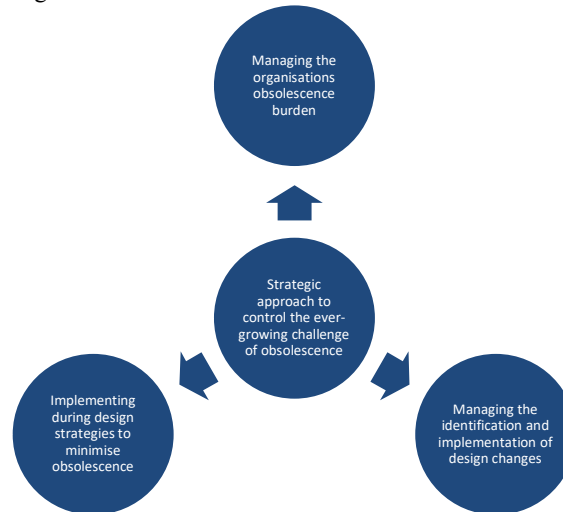 Managing the
organisations
obsolescence
burden
Strategic
approach to
control the ever-
growing challenge
of obsolescence
Implementing
during design
strategies to
minimise
obsolescence
Managing the
identification and
implementation of
design changes